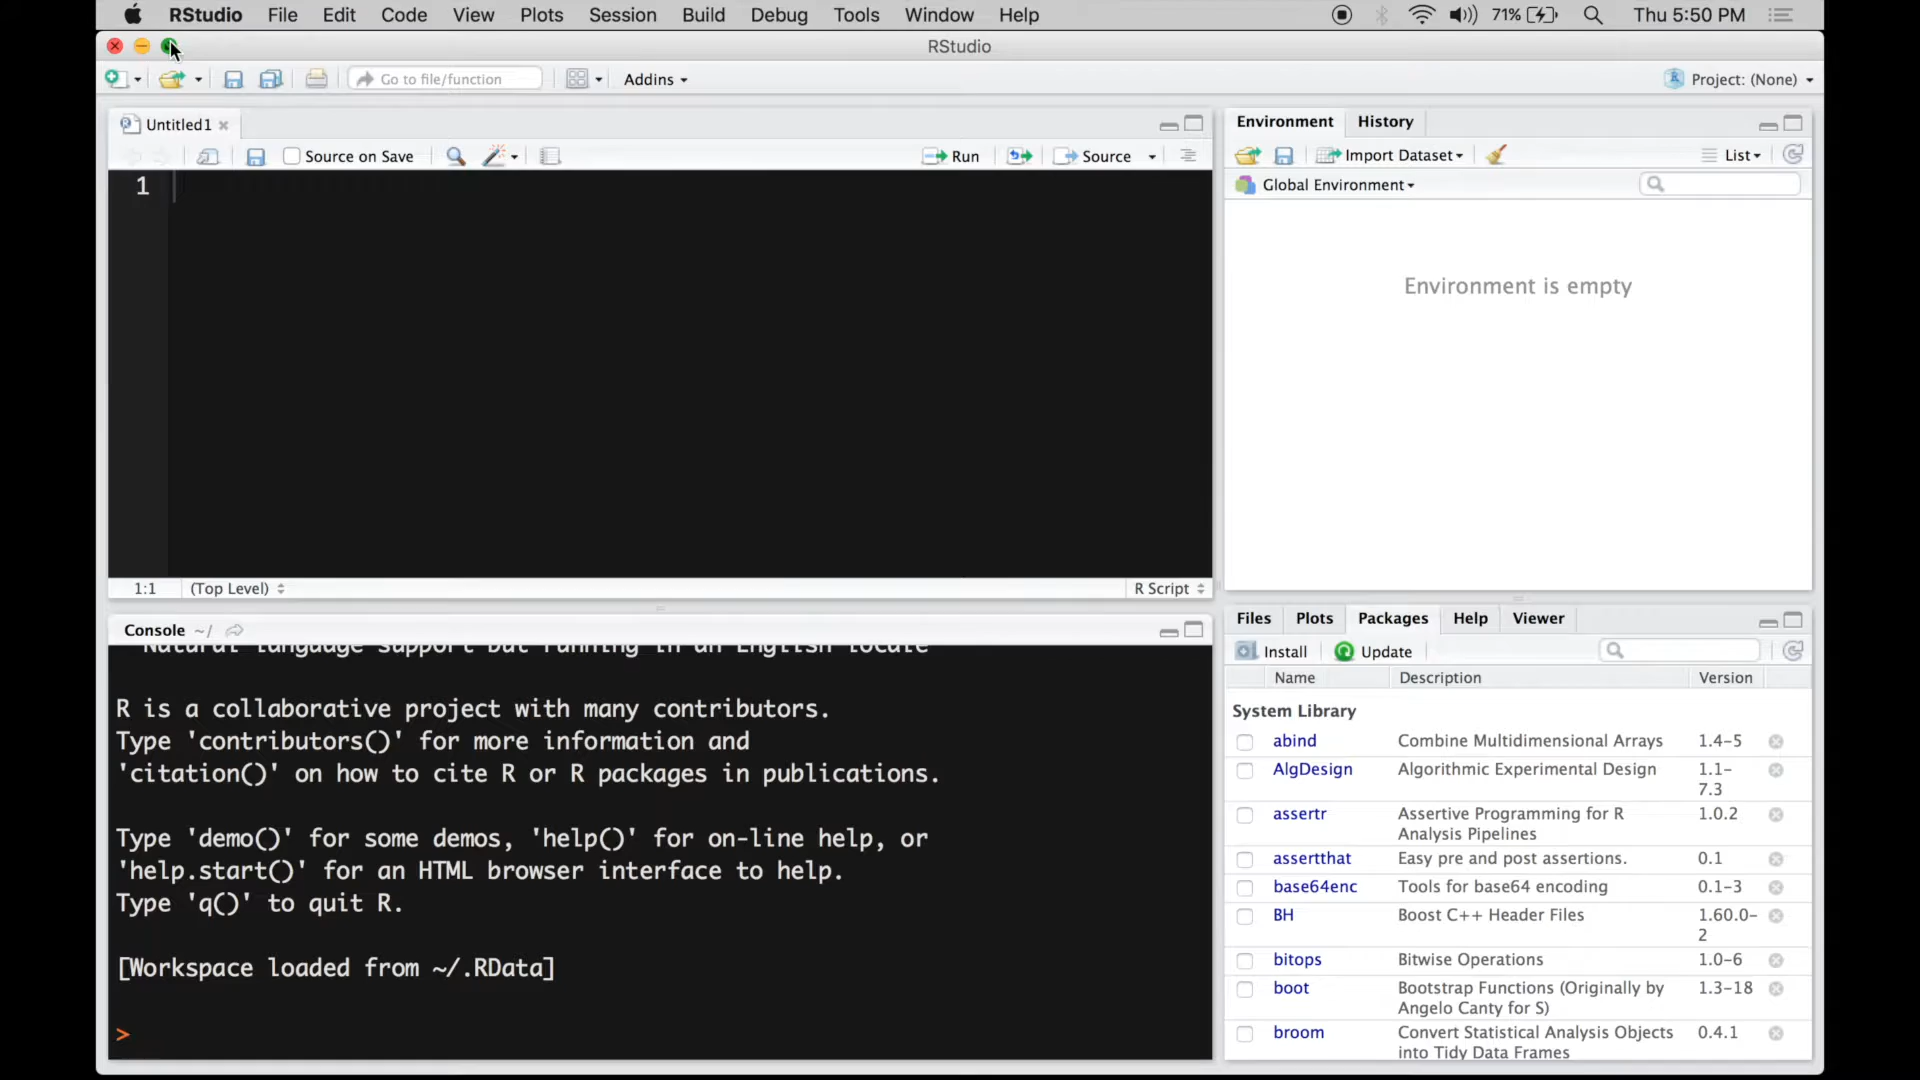 RStudio File Edit Code View Plots Session Build Debug Tools Window Help 71% Thu 5:50 PM
RStudio
Go to file/function Addins Project: (None)
Untitled1
Source on Save Run Source
1
1:1 (Top Level) R Script
Console ~/
Natural language support but running in an English locale
R is a collaborative project with many contributors.
Type 'contributors()' for more information and
'citation()' on how to cite R or R packages in publications.
Type 'demo()' for some demos, 'help()' for on-line help, or
'help.start()' for an HTML browser interface to help.
Type 'q()' to quit R.
[Workspace loaded from ~/.RData]
>
Environment History
Import Dataset List
Global Environment
Environment is empty
Files Plots Packages Help Viewer
Install Update
Name Description Version
System Library
abind Combine Multidimensional Arrays 1.4-5
AlgDesign Algorithmic Experimental Design 1.1-
7.3
assertr Assertive Programming for R 1.0.2
Analysis Pipelines
assertthat Easy pre and post assertions. 0.1
base64enc Tools for base64 encoding 0.1-3
BH Boost C++ Header Files 1.60.0-
2
bitops Bitwise Operations 1.0-6
boot Bootstrap Functions (Originally by 1.3-18
Angelo Canty for S)
broom Convert Statistical Analysis Objects 0.4.1
into Tidy Data Frames